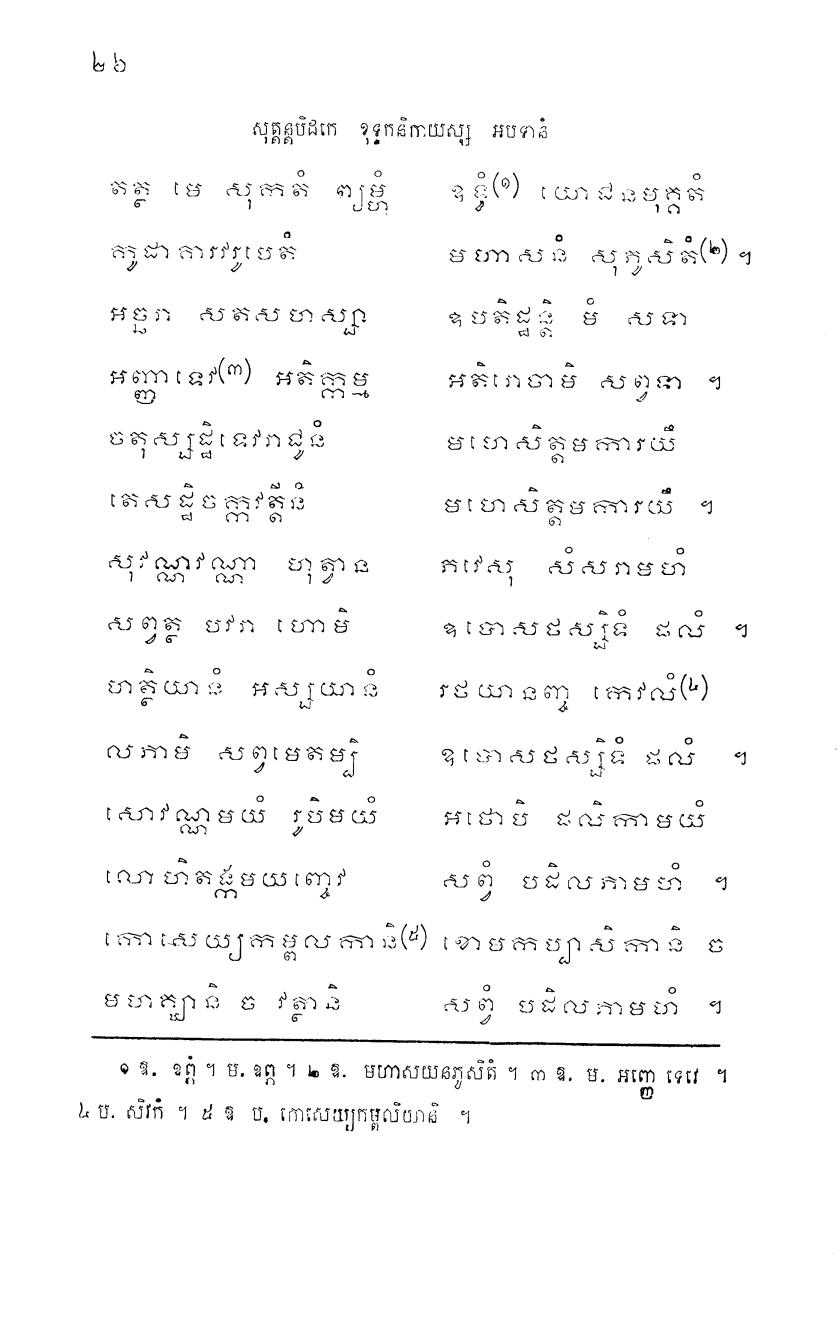 ២៦
សុត្តន្តបិដកេ ខុទ្ទកនិកាយស្ស អបទានំ
តត្ថ មេ សុកតំ ព្យម្ហំ ឧទ្ធំ(១) យោជនមុគ្គតំ
កូដាគារវរូបេតំ មហាសនំ សុភូសិតំ(២) ។
អច្ឆរា សតសហស្សា ឧបតិដ្ឋន្តិ មំ សទា
អញ្ញាទេវ(៣) អតិក្កម្ម អតិរោចាមិ សព្វទា ។
ចតុស្សដ្ឋិទេវរាជូនំ មហេសិត្តមការយឹ
តេសដ្ឋិចក្កវត្តីនំ មហេសិត្តមការយឹ ។
សុវណ្ណវណ្ណា ហុត្វាន ភវេសុ សំសរាមហំ
សព្វត្ថ បវរា ហោមិ ឧបោសថស្សិទំ ផលំ ។
ហត្ថិយានំ អស្សយានំ រថយានញ្ច កេវលំ(៤)
លភាមិ សព្វមេតម្បិ ឧបោសថស្សិទំ ផលំ ។
សោវណ្ណមយំ រូបិមយំ អថោបិ ផលិកាមយំ
លោហិតង្កមយញ្ចេវ សព្វំ បដិលភាមហំ ។
កោសេយ្យកម្ពលកានិ(៥) ខោមកប្បាសិកានិ ច
មហគ្ឃានិ ច វត្ថានិ សព្វំ បដិលភាមហំ ។
១ ឱ. ឧព្ភំ ។ ម. ឧព្ភ ។ ២ ឱ. មហាសយនភូសិតំ ។ ៣ ឱ. ម. អញ្ញេ ទេវេ ។
៤ ប. សិវកំ ។ ៥ ឱ ប. កោសេយ្យកម្ពលិយានិ ។